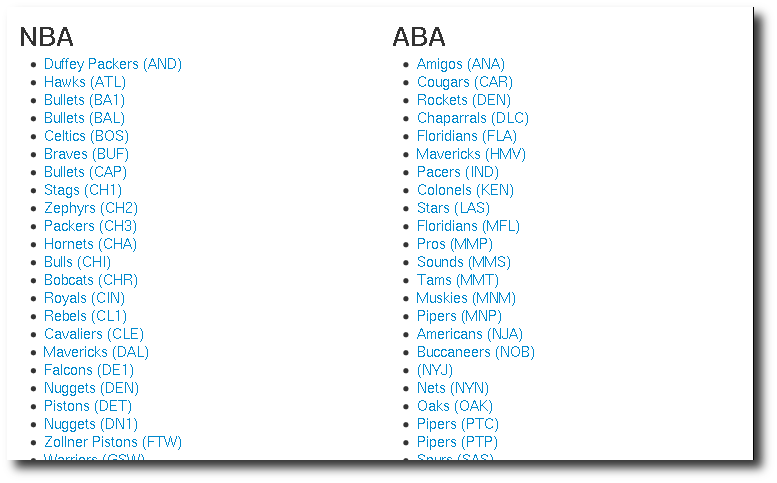 NBA
Duffey Packers (AND)
Hawks (ATL)
Bullets (BA1)
Bullets (BAL)
Celtics (BOS)
Braves (BUF)
Bullets (CAP)
Stags (CH1)
Zephyrs (CH2)
Packers (CH3)
Hornets (CHA)
Bulls (CHI)
Bobcats (CHR)
Royals (CIN)
Rebels (CL1)
Cavaliers (CLE)
Mavericks (DAL)
Falcons (DE1)
Nuggets (DEN)
Pistons (DET)
Nuggets (DN1)
Zollner Pistons (FTW)
Warriors (GSW)
ABA
Amigos (ANA)
Cougars (CAR)
Rockets (DEN)
Chaparrals (DLC)
Floridians (FLA)
Mavericks (HMV)
Pacers (IND)
Colonels (KEN)
Stars (LAS)
Floridians (MFL)
Pros (MMP)
Sounds (MMS)
Tams (MMT)
Muskies (MNM)
Pipers (MNP)
Americans (NJA)
Buccaneers (NOB)
(NYJ)
Nets (NYN)
Oaks (OAK)
Pipers (PTC)
Pipers (PTP)
Spurs (SAS)